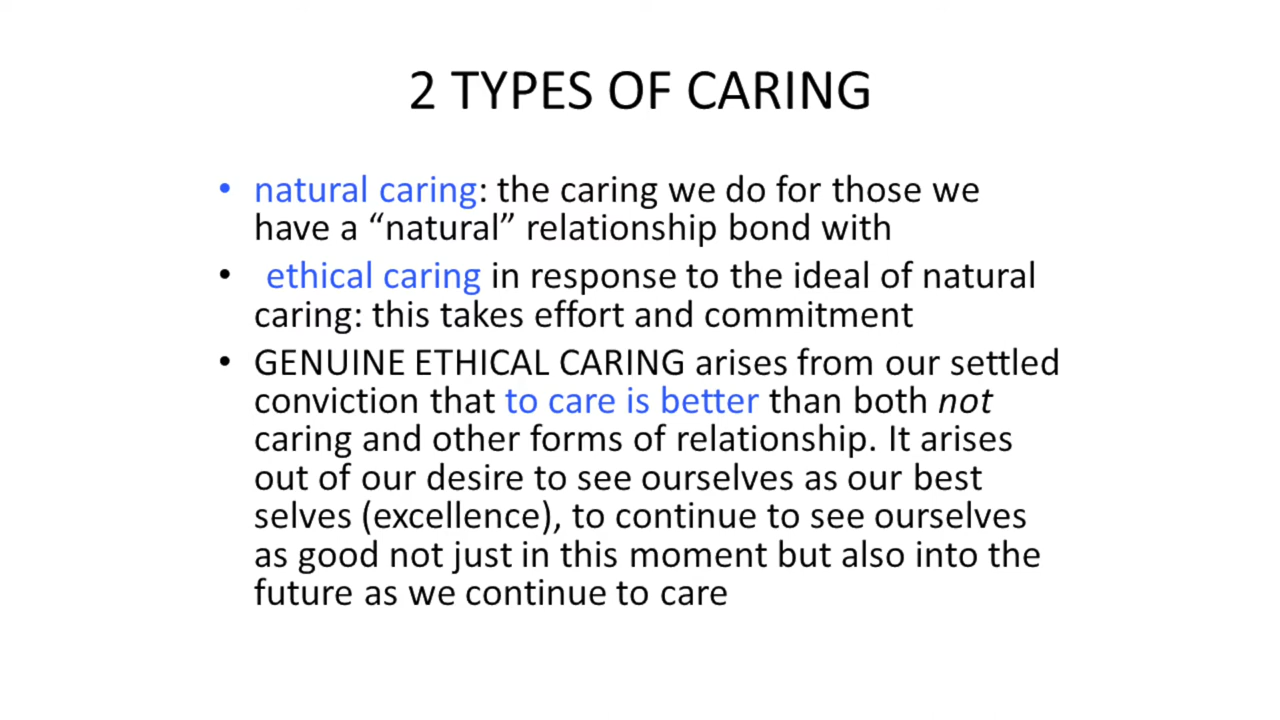 2 TYPES OF CARING
• natural caring: the caring we do for those we
have a “natural” relationship bond with
• ethical caring in response to the ideal of natural
caring: this takes effort and commitment
• GENUINE ETHICAL CARING arises from our settled
conviction that to care is better than both not
caring and other forms of relationship. It arises
out of our desire to see ourselves as our best
selves (excellence), to continue to see ourselves
as good not just in this moment but also into the
future as we continue to care